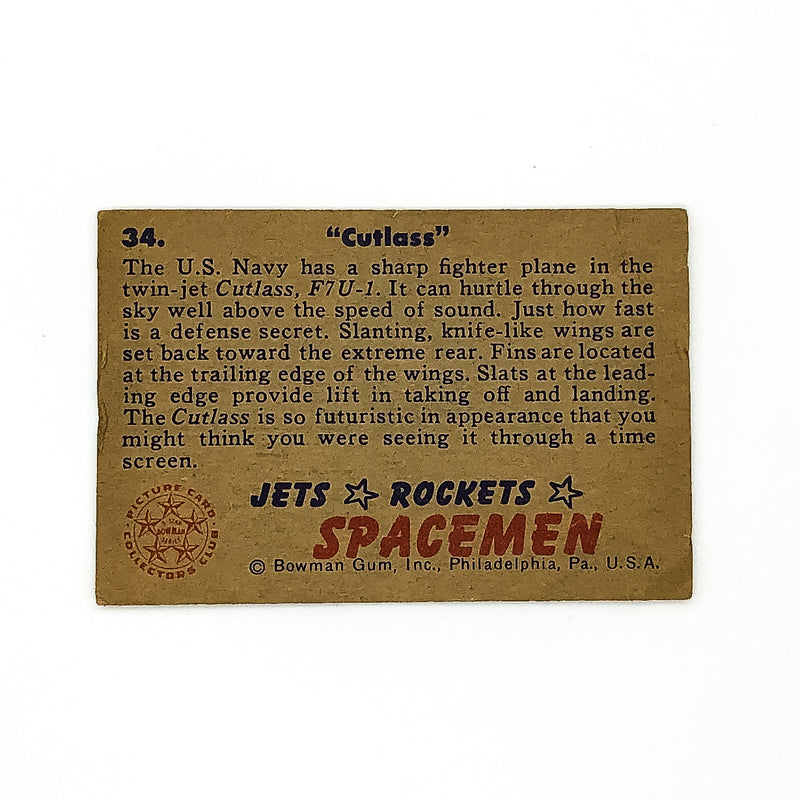 34. "Cutlass"
The U.S. Navy has a sharp fighter plane in the
twin-jet Cutlass, F7U-1. It can hurtle through the
sky well above the speed of sound. Just how fast
is a defense secret. Slanting, knife-like wings are
set back toward the extreme rear. Fins are located
at the trailing edge of the wings. Slats at the lead-
ing edge provide lift in taking off and landing.
The Cutlass is so futuristic in appearance that you
might think you were seeing it through a time
screen.
PICTURE CARD
COLLECTORS CLUB
5 STAR
BOWMAN
SERIES
JETS ☆ ROCKETS ☆
SPACEMEN
© Bowman Gum, Inc., Philadelphia, Pa., U.S.A.